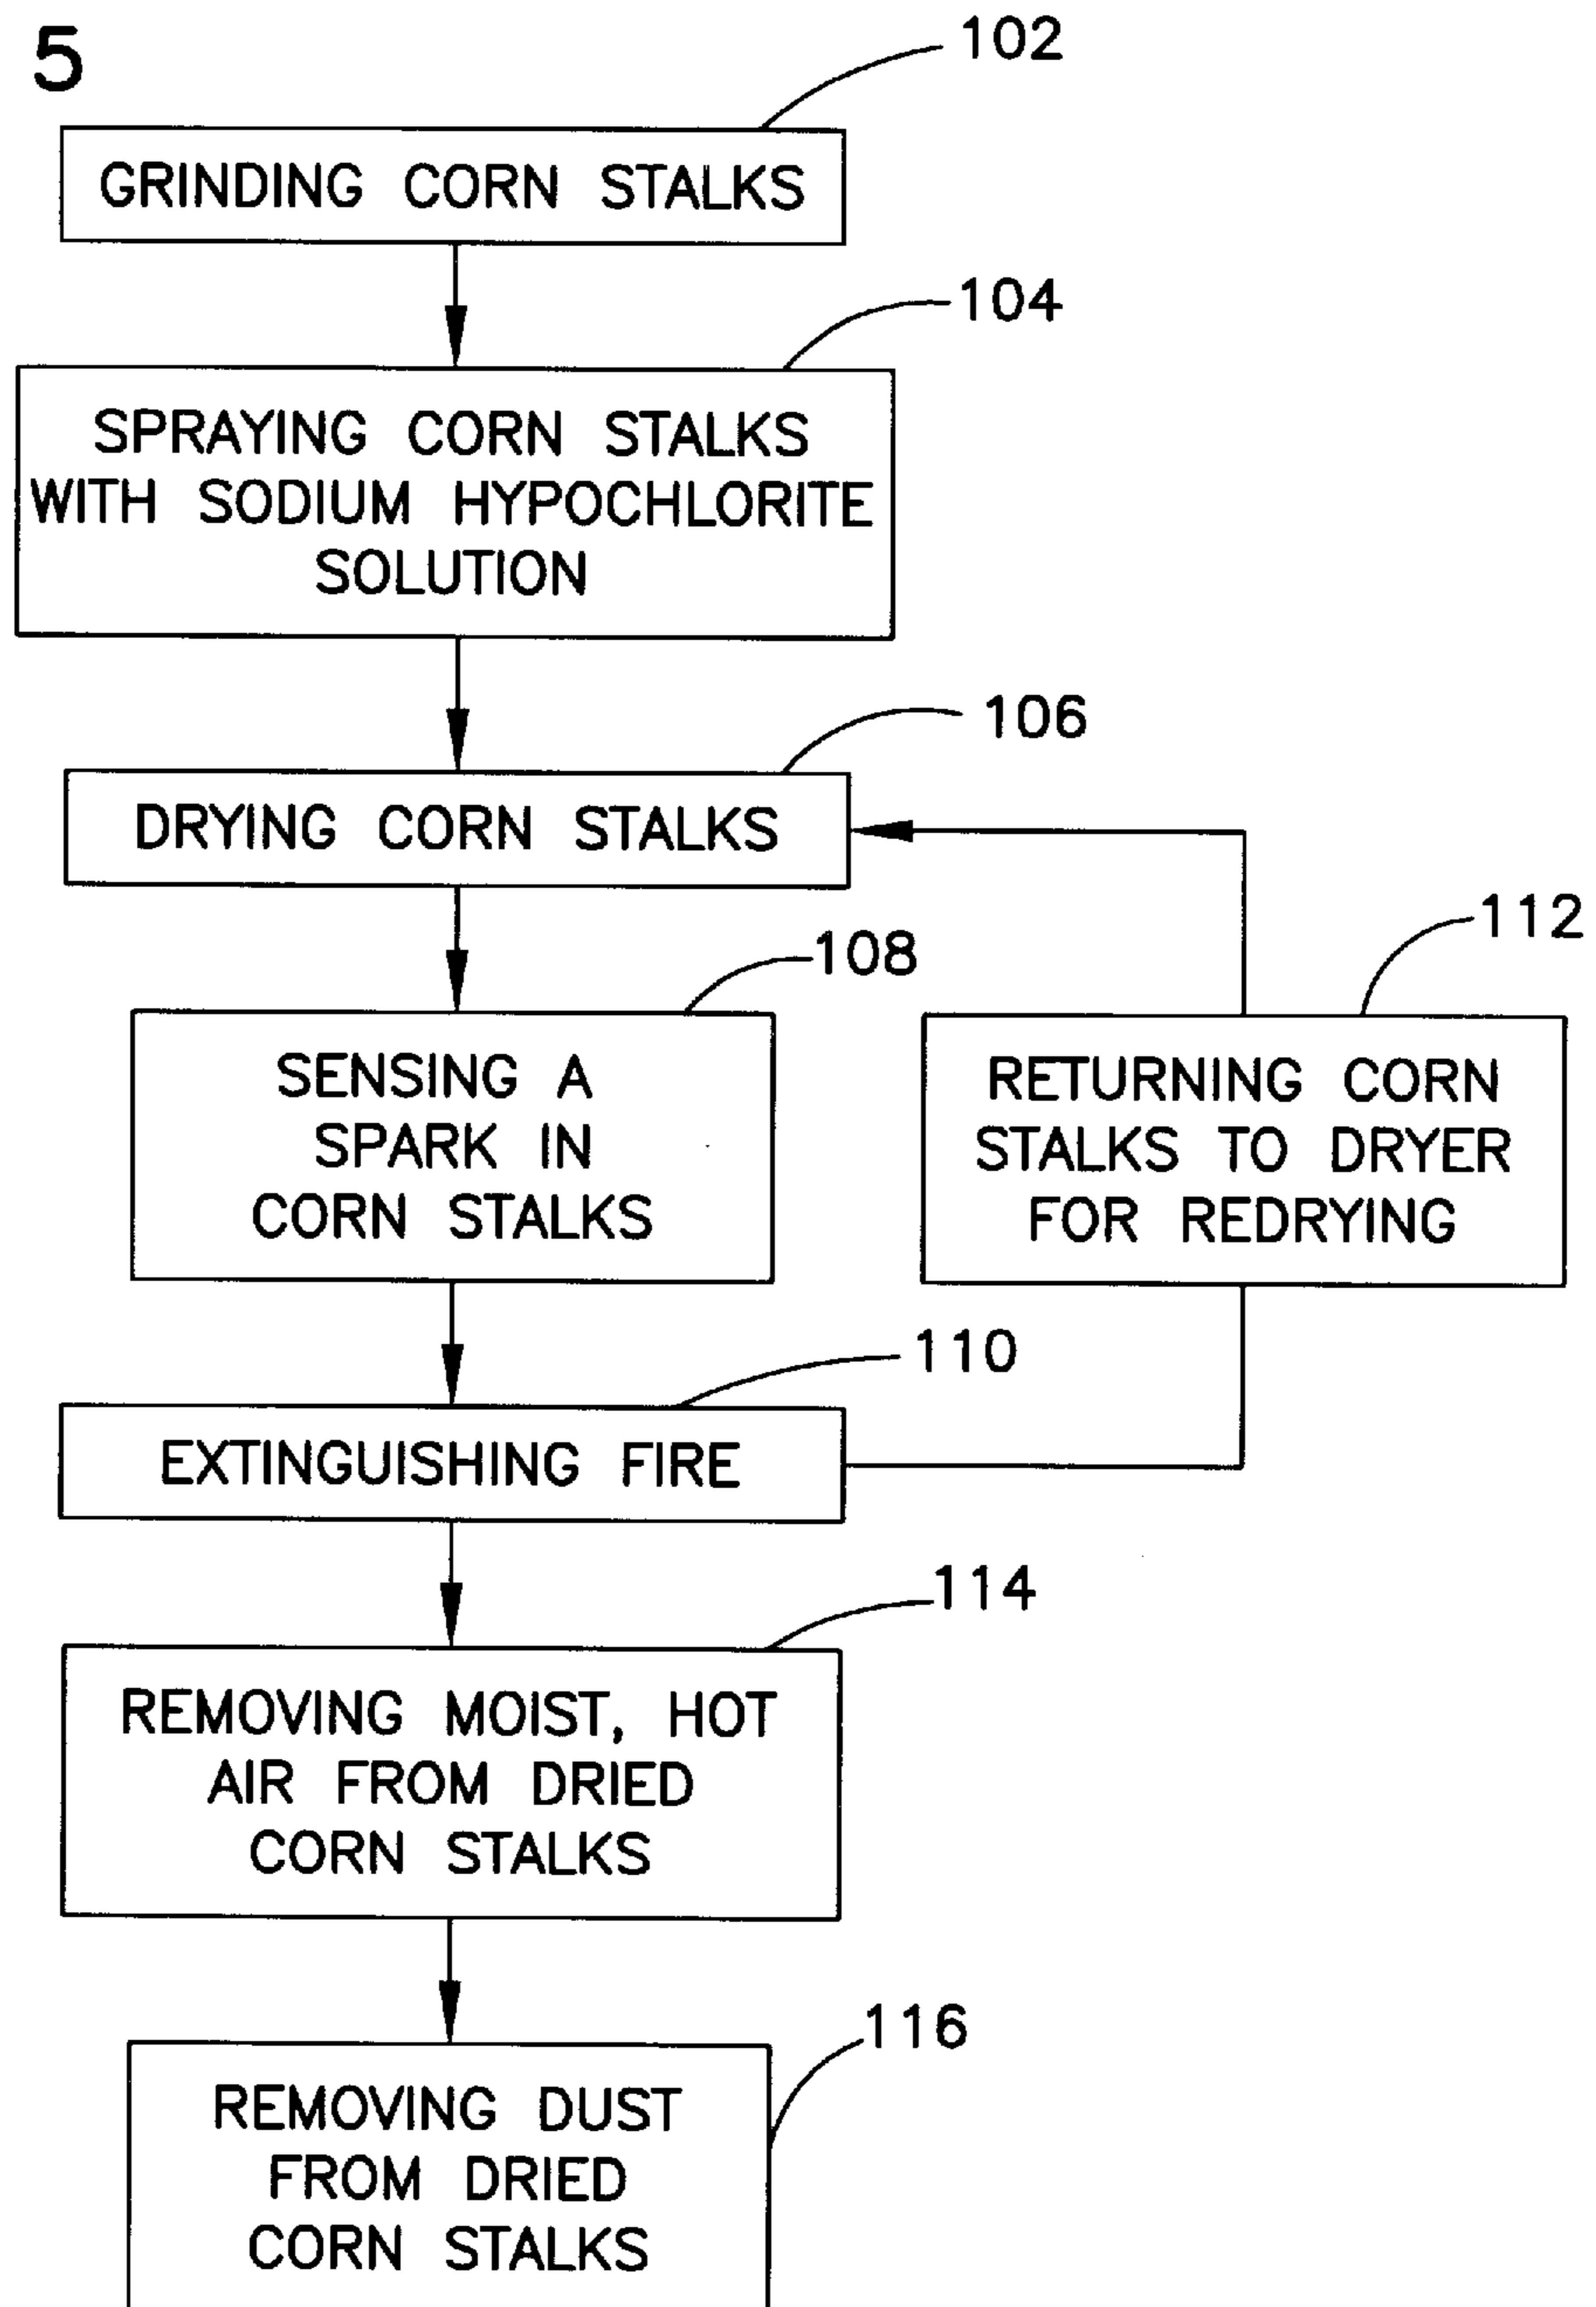 5
102
GRINDING CORN STALKS
104
SPRAYING CORN STALKS
WITH SODIUM HYPOCHLORITE
SOLUTION
106
DRYING CORN STALKS
112
108
SENSING A
SPARK IN
CORN STALKS
RETURNING CORN
STALKS TO DRYER
FOR REDRYING
110
EXTINGUISHING FIRE
114
REMOVING MOIST, HOT
AIR FROM DRIED
CORN STALKS
116
REMOVING DUST
FROM DRIED
CORN STALKS